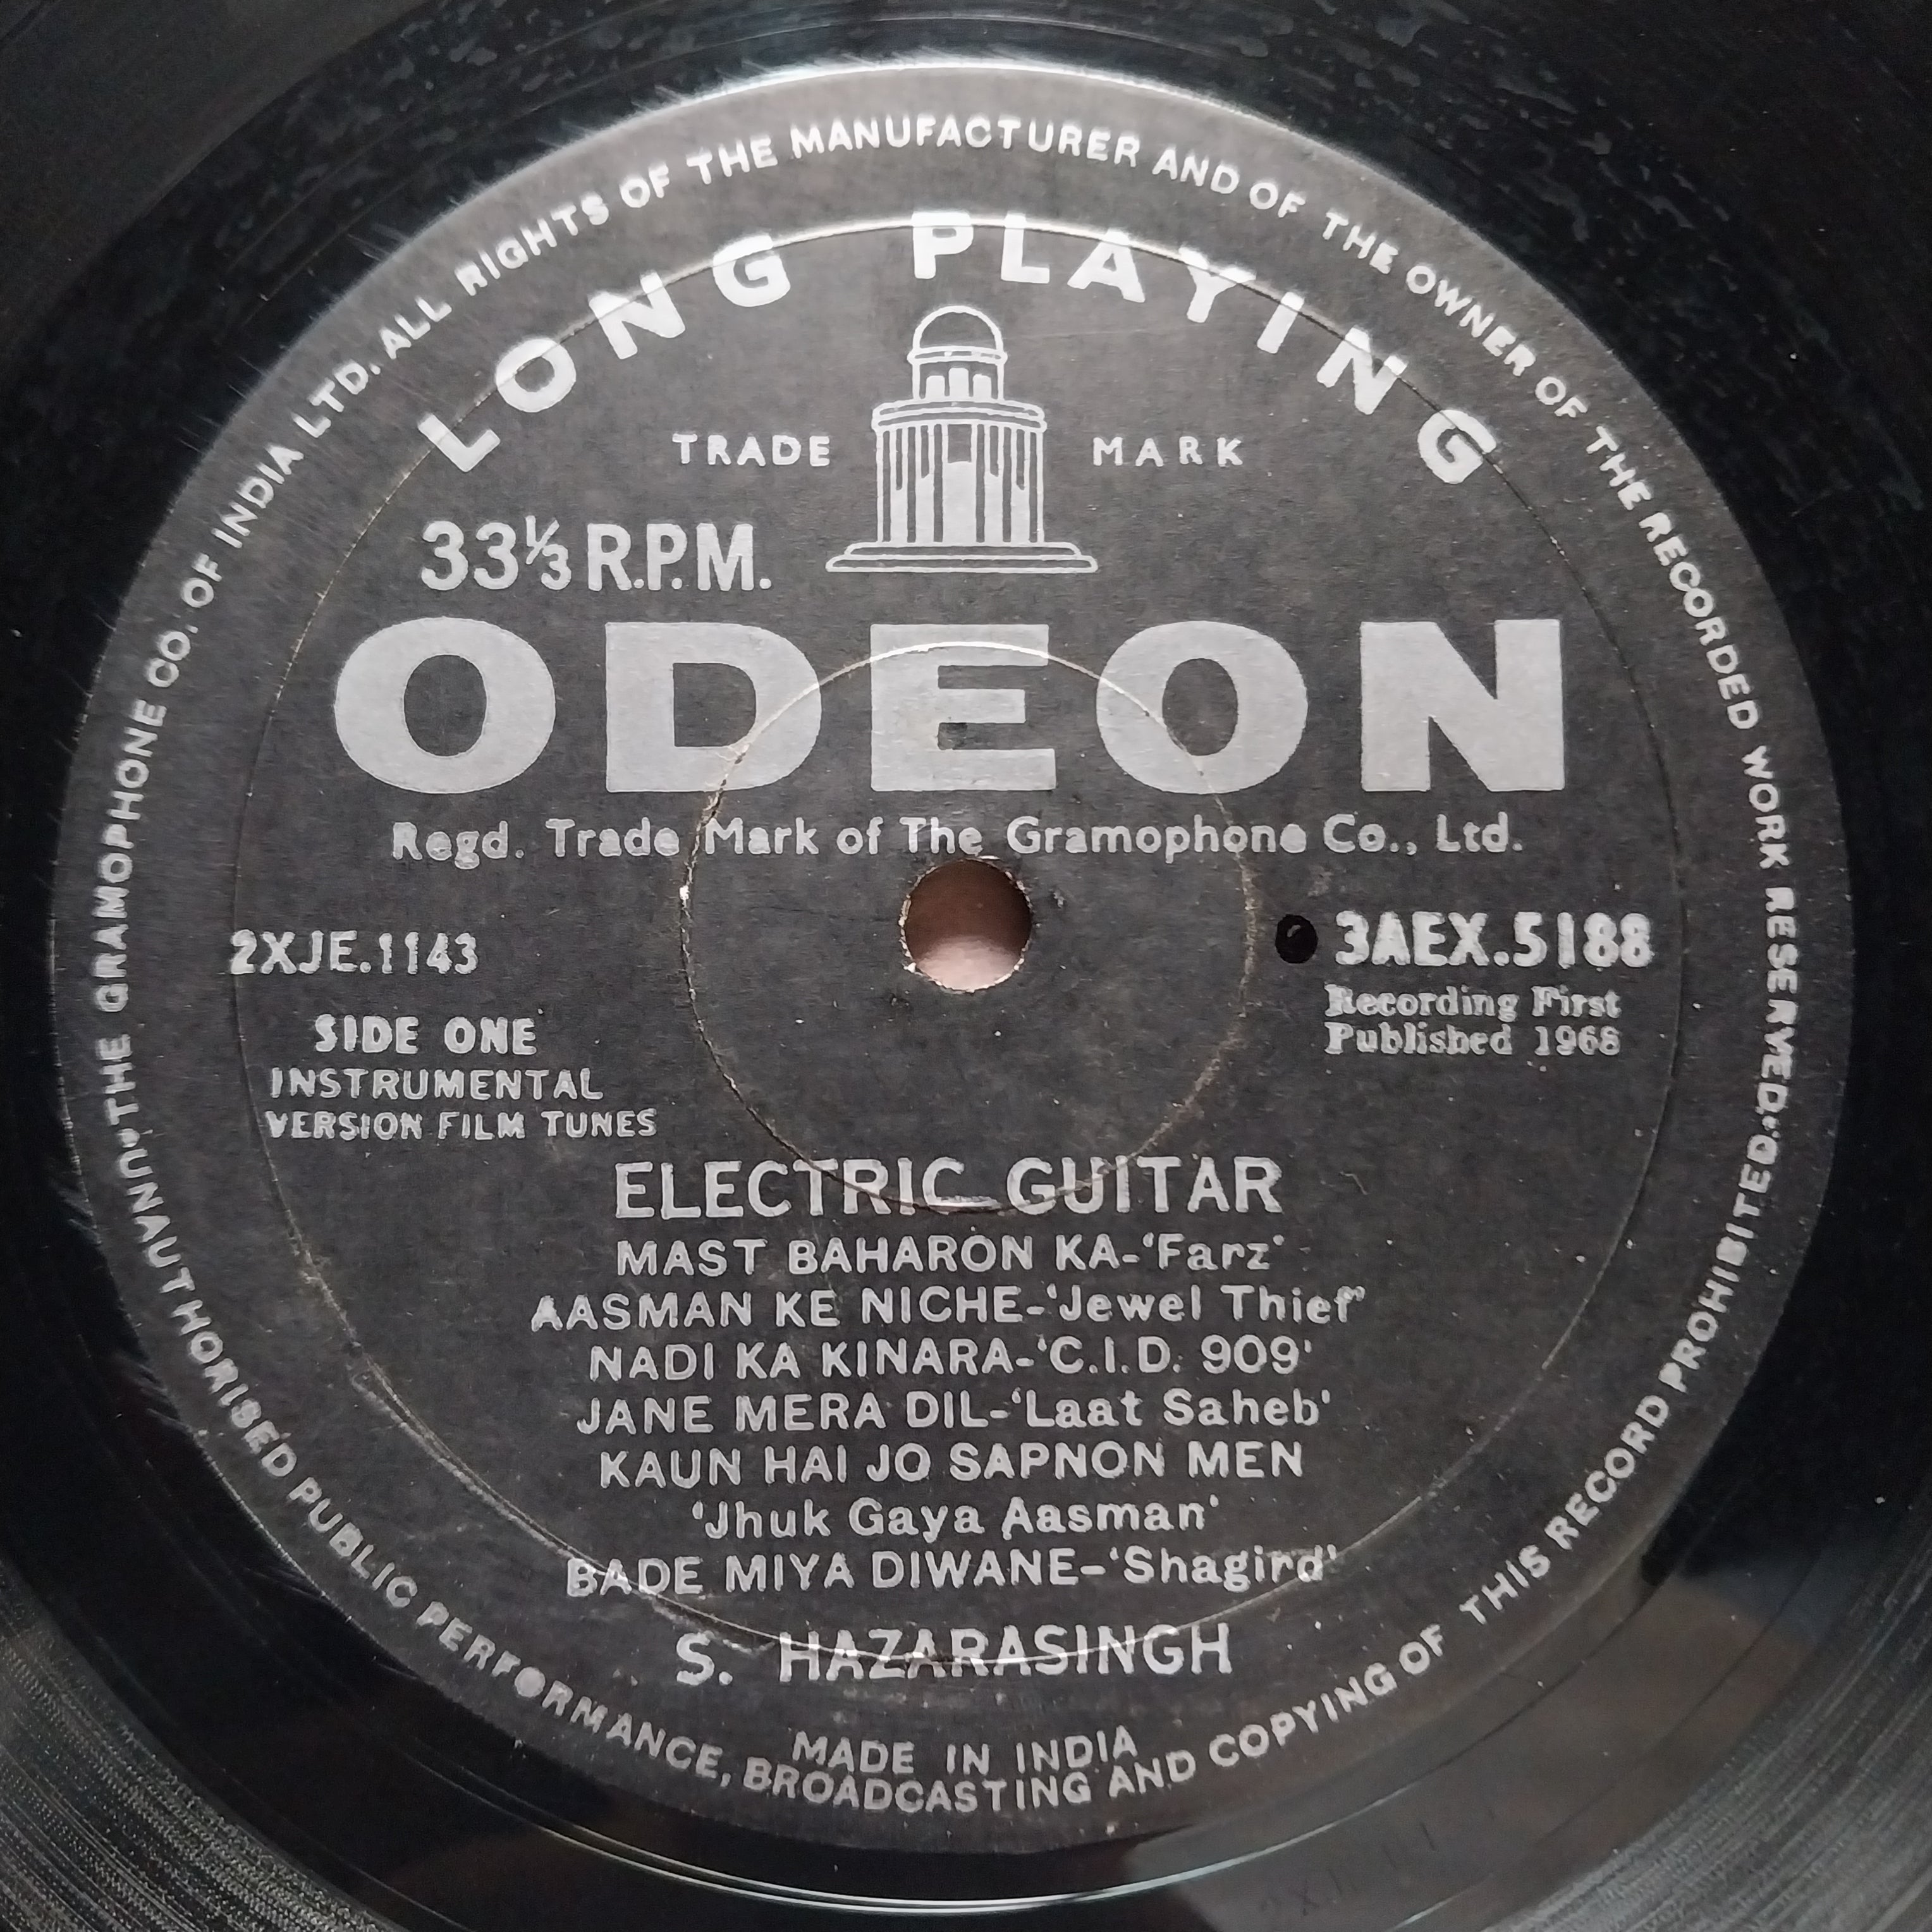 THE GRAMOPHONE CO. OF INDIA LTD. ALL RIGHTS OF THE MANUFACTURER AND OF THE OWNER OF THE RECORDED WORK RESERVED.
UNAUTHORISED PUBLIC PERFORMANCE, BROADCASTING AND COPYING OF THIS RECORD PROHIBITED.
LONG PLAYING
TRADE MARK
33⅓ R.P.M.
ODEON
Regd. Trade Mark of The Gramophone Co., Ltd.
2XJE.1143
3AEX.5188
Recording First
Published 1968
SIDE ONE
INSTRUMENTAL
VERSION FILM TUNES
ELECTRIC GUITAR
MAST BAHARON KA-'Farz'
AASMAN KE NICHE-'Jewel Thief'
NADI KA KINARA-'C.I.D. 909'
JANE MERA DIL-'Laat Saheb'
KAUN HAI JO SAPNON MEN
'Jhuk Gaya Aasman'
BADE MIYA DIWANE-'Shagird'
S. HAZARASINGH
MADE IN INDIA